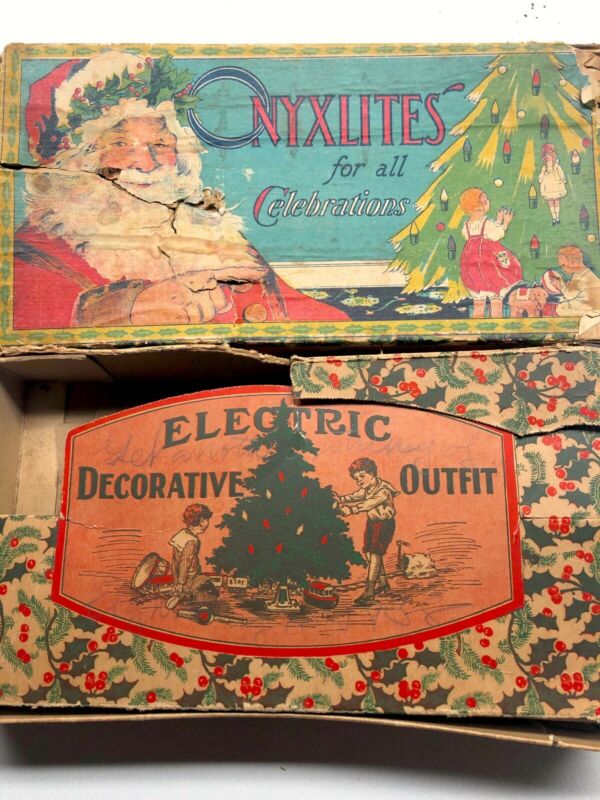 ONYXLITES
for all
Celebrations
ELECTRIC
DECORATIVE OUTFIT